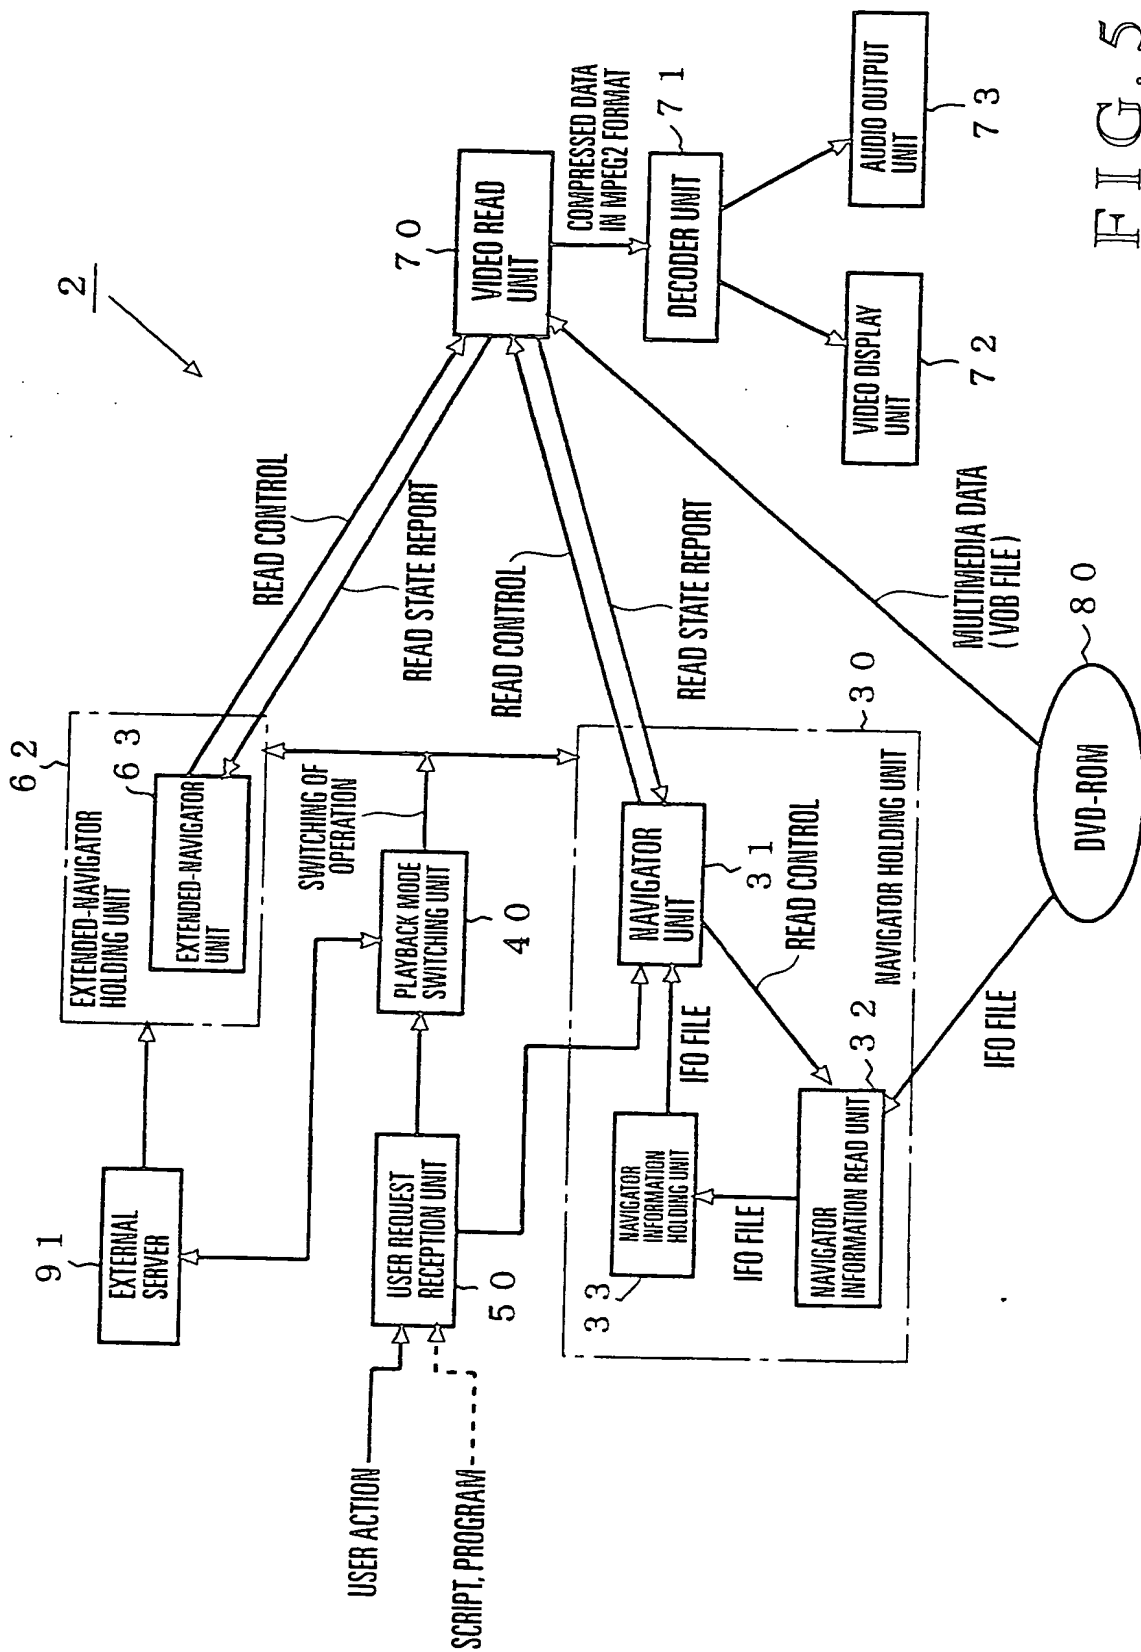 2
62
EXTENDED-NAVIGATOR
HOLDING UNIT
63
EXTENDED-NAVIGATOR
UNIT
91
EXTERNAL
SERVER
READ CONTROL
READ STATE REPORT
70
VIDEO READ
UNIT
SWITCHING OF
OPERATION
PLAYBACK MODE
SWITCHING UNIT
40
USER ACTION
SCRIPT, PROGRAM
USER REQUEST
RECEPTION UNIT
50
COMPRESSED DATA
IN MPEG2 FORMAT
DECODER UNIT
71
READ CONTROL
READ STATE REPORT
NAVIGATOR
UNIT
31
IFO FILE
READ CONTROL
33
NAVIGATOR
INFORMATION
HOLDING UNIT
IFO FILE
NAVIGATOR
INFORMATION READ UNIT
32
NAVIGATOR HOLDING UNIT
30
VIDEO DISPLAY
UNIT
72
AUDIO OUTPUT
UNIT
73
MULTIMEDIA DATA
(VOB FILE)
IFO FILE
DVD-ROM
80
FIG. 5